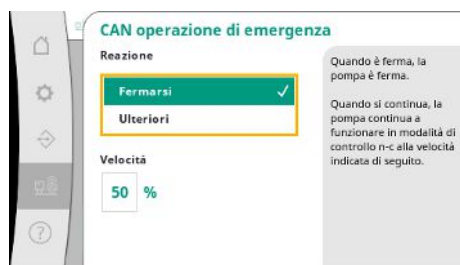 CAN operazione di emergenza
Reazione
Fermarsi
Ulteriori
Velocitá
50 %
Quando è ferma, la
pompa è ferma.
Quando si continua, la
pompa continua a
funzionare in modalità di
controllo n-c alla velocità
indicata di seguito.
?